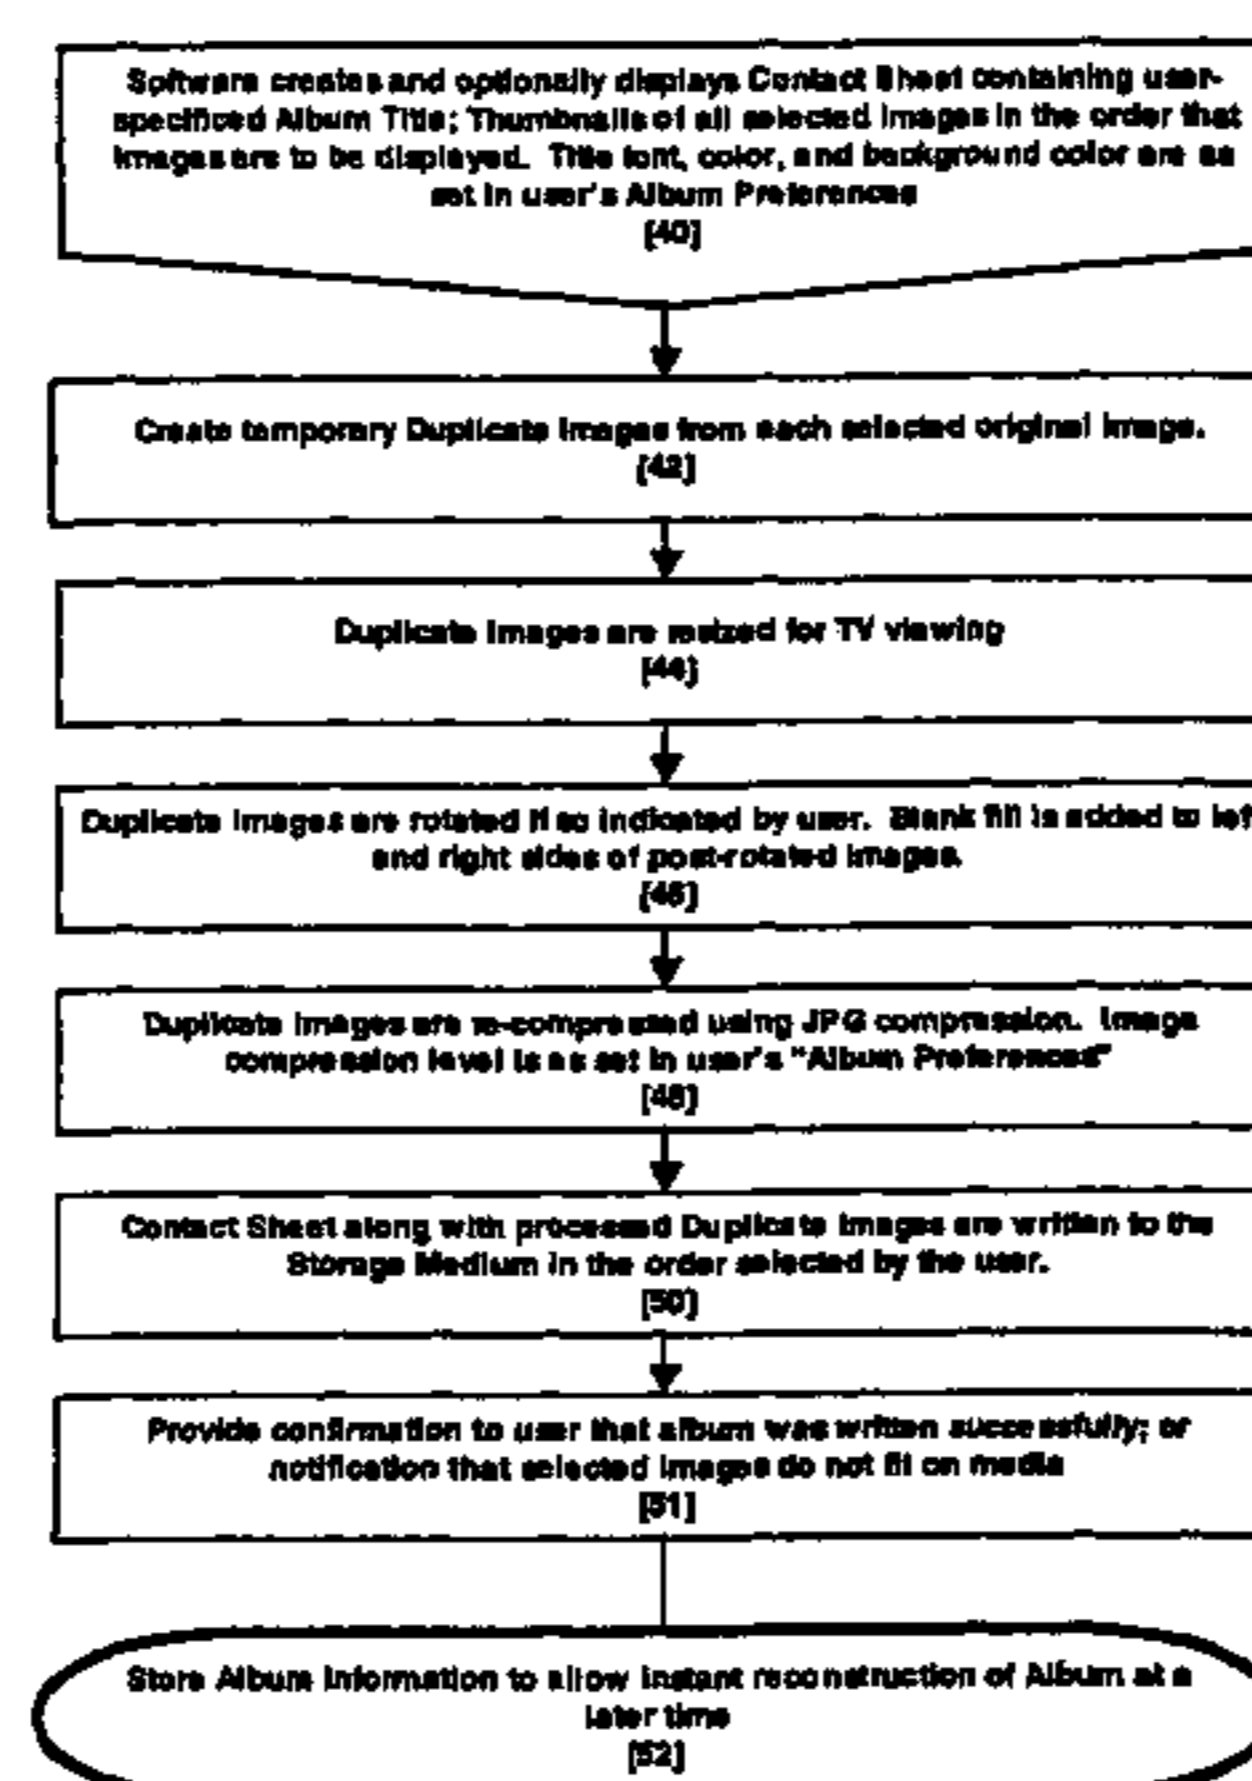 Software creates and optionally displays Contact Sheet containing user-
specificed Album Title; Thumbnails of all selected images in the order that
images are to be displayed. Title font, color, and background color are as
set in user's Album Preferences
[40]
Create temporary Duplicate Images from each selected original image.
[42]
Duplicate Images are resized for TV viewing
[44]
Duplicate Images are rotated if so indicated by user. Blank fill is added to left
and right sides of post-rotated images.
[46]
Duplicate Images are re-compressed using JPG compression. Image
compression level is as set in user's "Album Preferences"
[48]
Contact Sheet along with processed Duplicate Images are written to the
Storage Medium in the order selected by the user.
[50]
Provide confirmation to user that album was written successfully; or
notification that selected images do not fit on media
[51]
Store Album Information to allow instant reconstruction of Album at a
later time
[52]